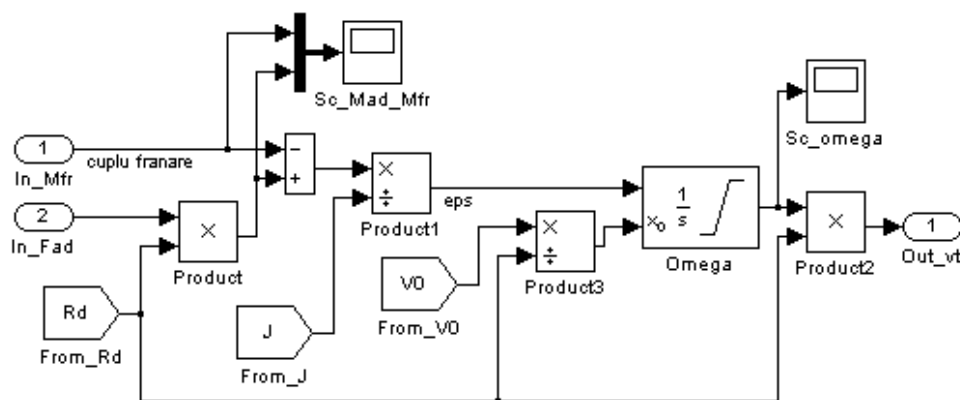 Sc_Mad_Mfr
Sc_omega
1
cuplu franare
In_Mfr
−
+
×
÷
Product1
eps
1
s
x0
Omega
2
In_Fad
×
Product
×
÷
Product3
×
Product2
1
Out_vt
Rd
From_Rd
J
From_J
V0
From_V0